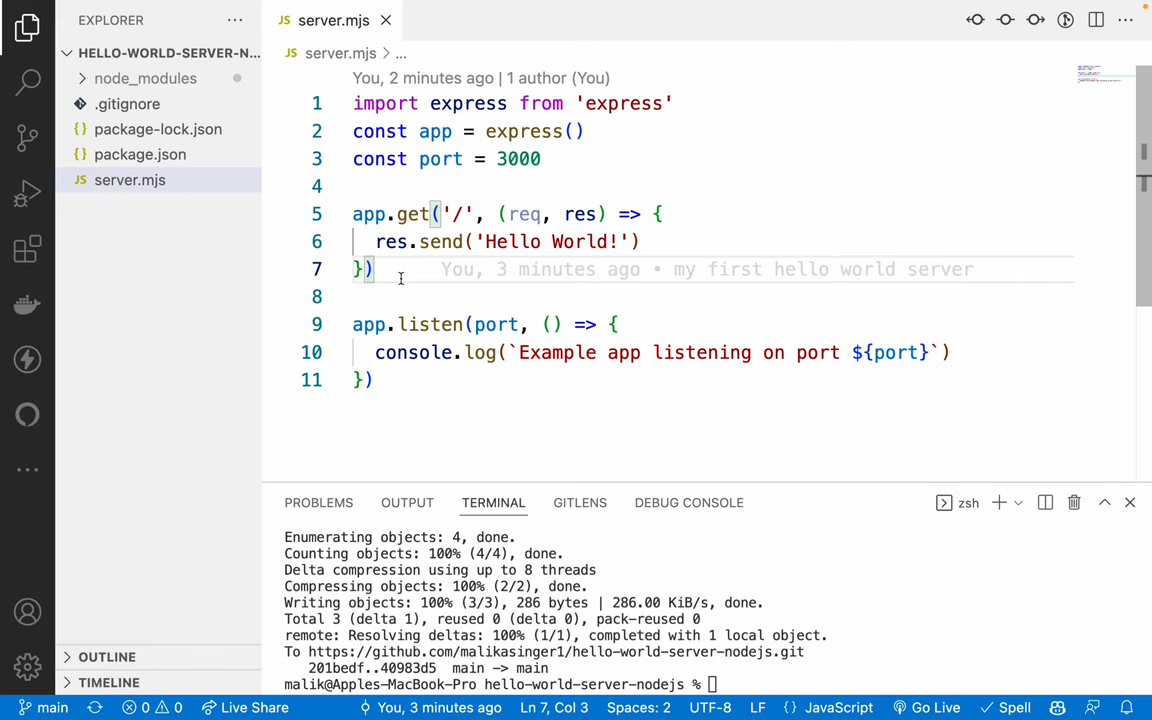 EXPLORER
HELLO-WORLD-SERVER-N...
node_modules
.gitignore
package-lock.json
package.json
JS server.mjs
OUTLINE
TIMELINE
JS server.mjs
JS server.mjs > ...
You, 2 minutes ago | 1 author (You)
1 import express from 'express'
2 const app = express()
3 const port = 3000
4
5 app.get('/', (req, res) => {
6 res.send('Hello World!')
7 }) You, 3 minutes ago • my first hello world server
8
9 app.listen(port, () => {
10 console.log(`Example app listening on port ${port}`)
11 })
PROBLEMS OUTPUT TERMINAL GITLENS DEBUG CONSOLE zsh
Enumerating objects: 4, done.
Counting objects: 100% (4/4), done.
Delta compression using up to 8 threads
Compressing objects: 100% (2/2), done.
Writing objects: 100% (3/3), 286 bytes | 286.00 KiB/s, done.
Total 3 (delta 1), reused 0 (delta 0), pack-reused 0
remote: Resolving deltas: 100% (1/1), completed with 1 local object.
To https://github.com/malikasinger1/hello-world-server-nodejs.git
201bedf..40983d5 main -> main
malik@Apples-MacBook-Pro hello-world-server-nodejs %
main 0 0 Live Share You, 3 minutes ago Ln 7, Col 3 Spaces: 2 UTF-8 LF {} JavaScript Go Live Spell